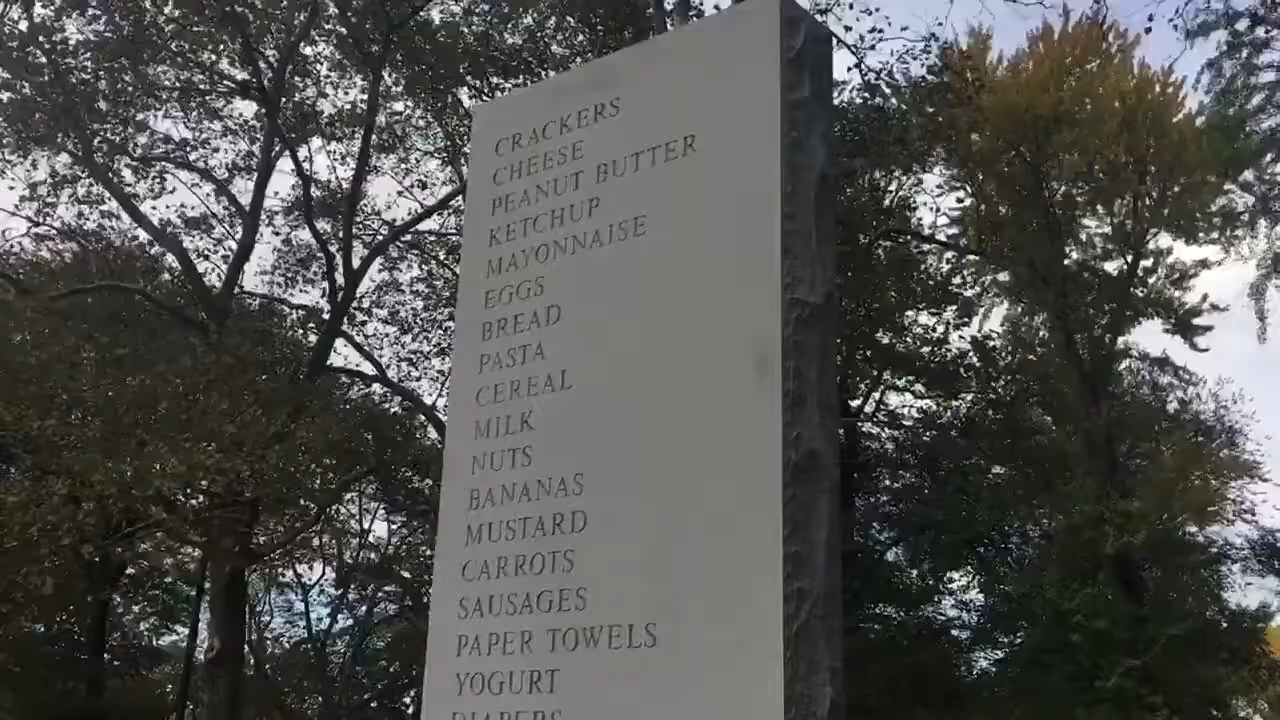 CRACKERS
CHEESE
PEANUT BUTTER
KETCHUP
MAYONNAISE
EGGS
BREAD
PASTA
CEREAL
MILK
NUTS
BANANAS
MUSTARD
CARROTS
SAUSAGES
PAPER TOWELS
YOGURT
DIAPERS